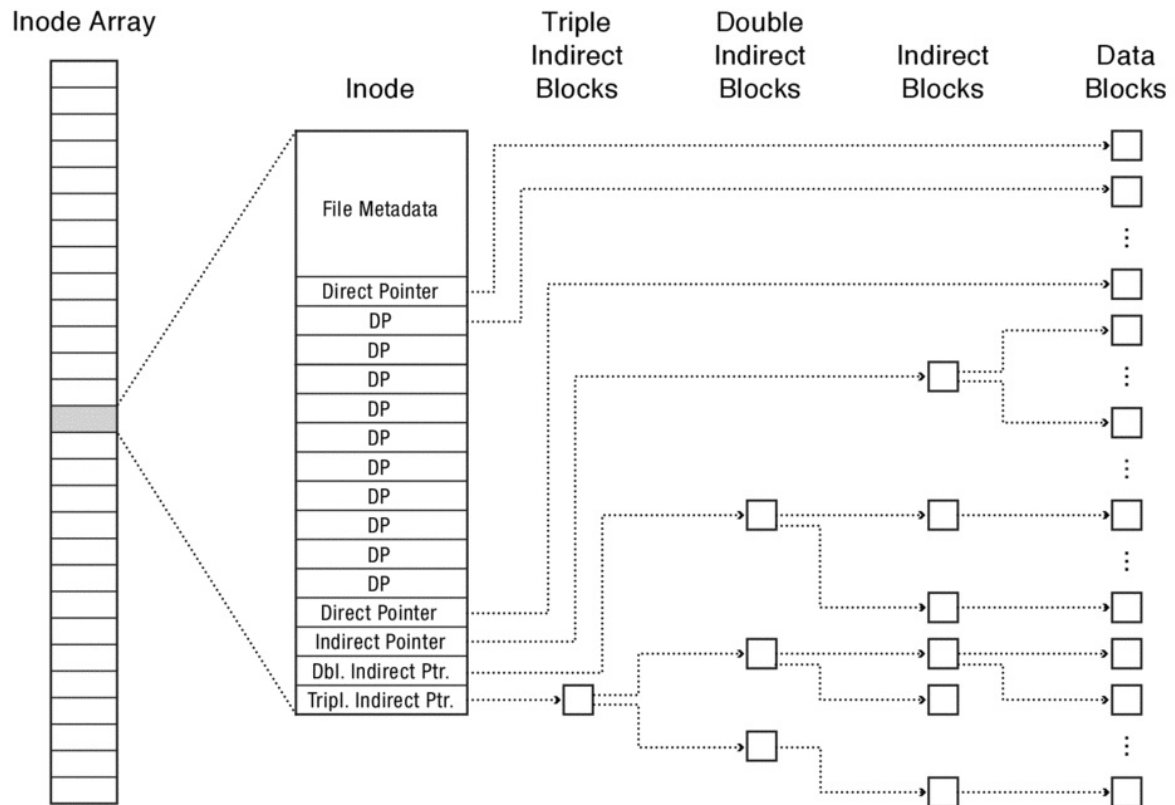 Inode Array
Triple
Indirect
Blocks
Double
Indirect
Blocks
Indirect
Blocks
Data
Blocks
Inode
File Metadata
Direct Pointer
DP
DP
DP
DP
DP
DP
DP
DP
DP
DP
Direct Pointer
Indirect Pointer
Dbl. Indirect Ptr.
Tripl. Indirect Ptr.